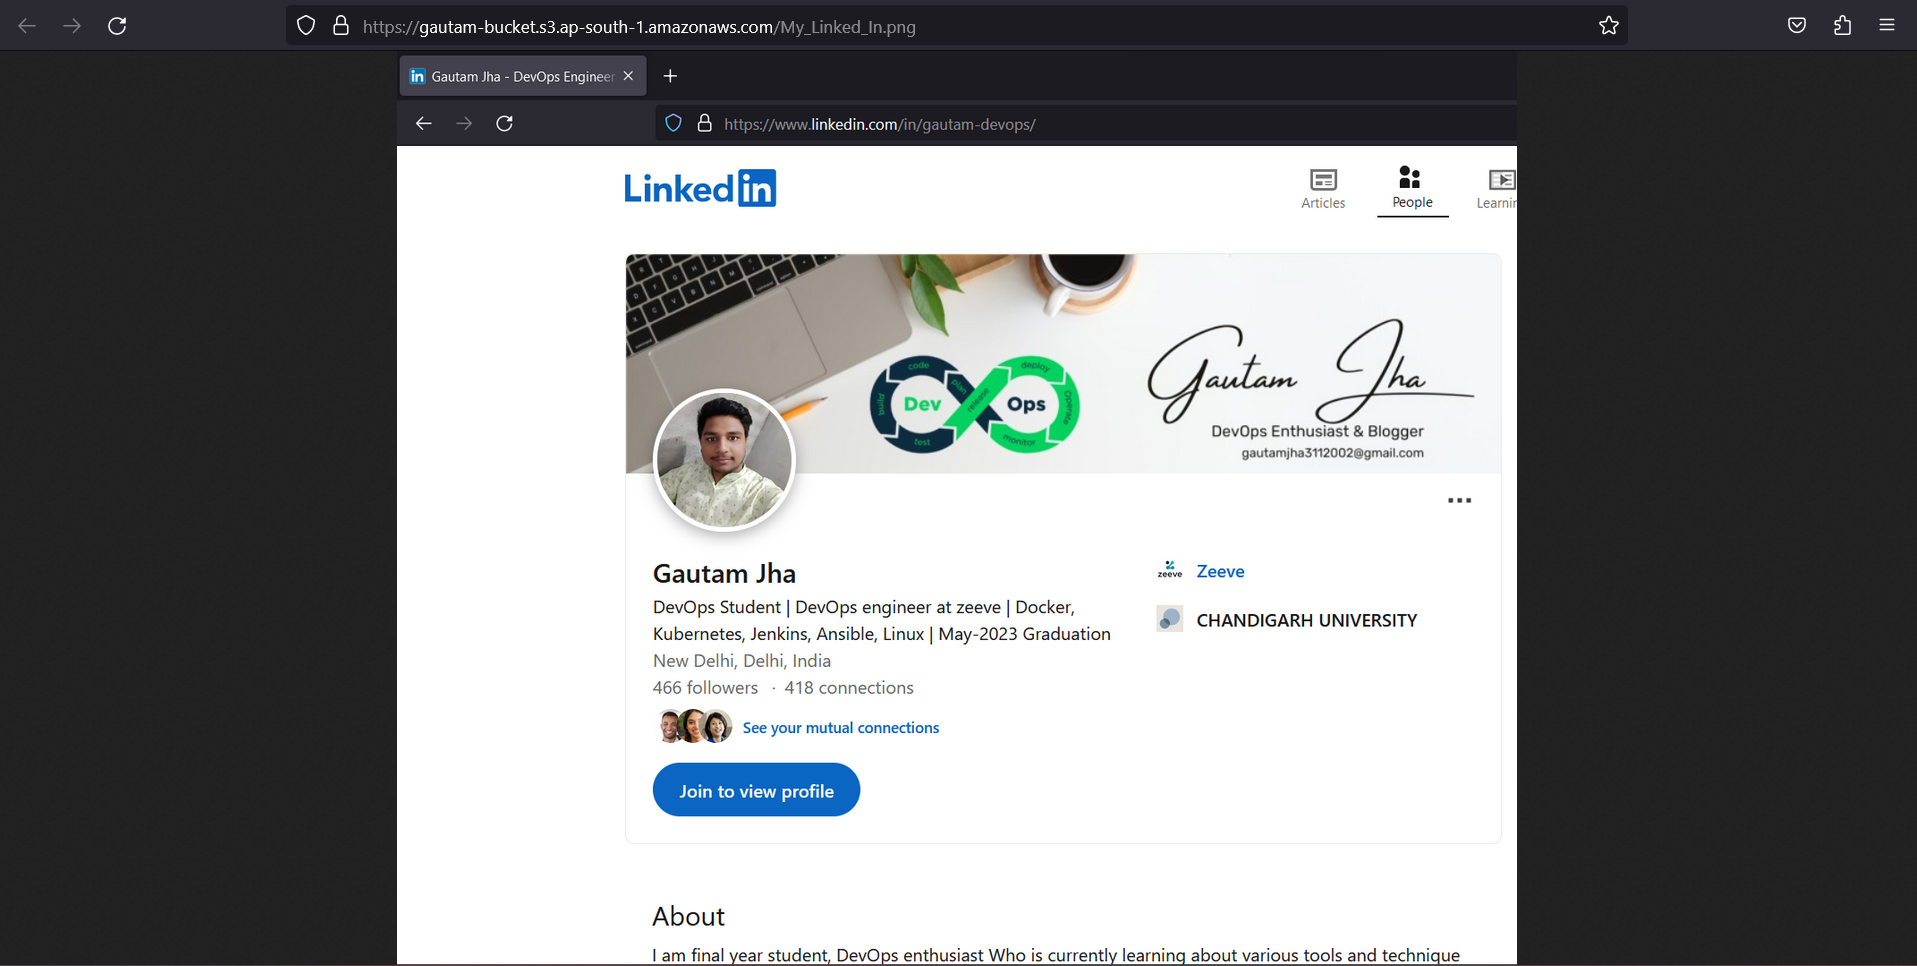 https://gautam-bucket.s3.ap-south-1.amazonaws.com/My_Linked_In.png
in Gautam Jha - DevOps Engineer
https://www.linkedin.com/in/gautam-devops/
Linkedin
Articles
People
Learnin
code
plan
build
test
release
deploy
operate
monitor
Dev
Ops
Gautam Jha
DevOps Enthusiast & Blogger
gautamjha3112002@gmail.com
Gautam Jha
DevOps Student | DevOps engineer at zeeve | Docker,
Kubernetes, Jenkins, Ansible, Linux | May-2023 Graduation
New Delhi, Delhi, India
466 followers · 418 connections
See your mutual connections
Join to view profile
zeeve Zeeve
CHANDIGARH UNIVERSITY
About
I am final year student, DevOps enthusiast Who is currently learning about various tools and technique